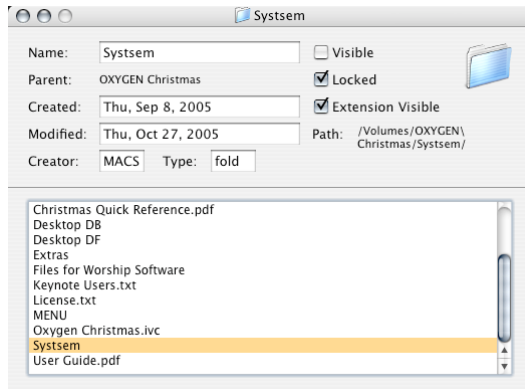 Systsem
Name: Systsem
Visible
Parent: OXYGEN Christmas
Locked
Created: Thu, Sep 8, 2005
Extension Visible
Modified: Thu, Oct 27, 2005
Path: /Volumes/OXYGEN\
Christmas/Systsem/
Creator: MACS Type: fold
Christmas Quick Reference.pdf
Desktop DB
Desktop DF
Extras
Files for Worship Software
Keynote Users.txt
License.txt
MENU
Oxygen Christmas.ivc
Systsem
User Guide.pdf